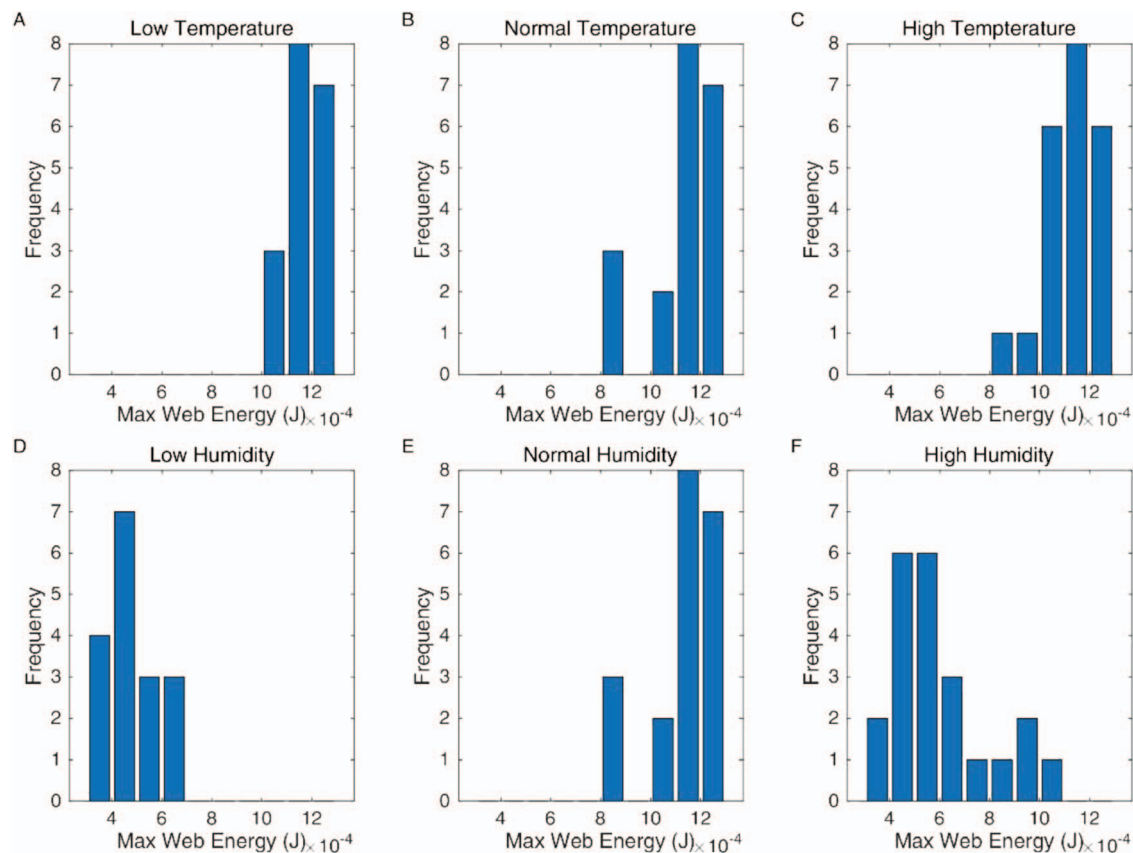 A
Low Temperature
8
7
6
5
4
3
2
1
0
Frequency
4 6 8 10 12
Max Web Energy (J) × 10-4
B
Normal Temperature
8
7
6
5
4
3
2
1
0
Frequency
4 6 8 10 12
Max Web Energy (J) × 10-4
C
High Tempterature
8
7
6
5
4
3
2
1
0
Frequency
4 6 8 10 12
Max Web Energy (J) × 10-4
D
Low Humidity
8
7
6
5
4
3
2
1
0
Frequency
4 6 8 10 12
Max Web Energy (J) × 10-4
E
Normal Humidity
8
7
6
5
4
3
2
1
0
Frequency
4 6 8 10 12
Max Web Energy (J) × 10-4
F
High Humidity
8
7
6
5
4
3
2
1
0
Frequency
4 6 8 10 12
Max Web Energy (J) × 10-4